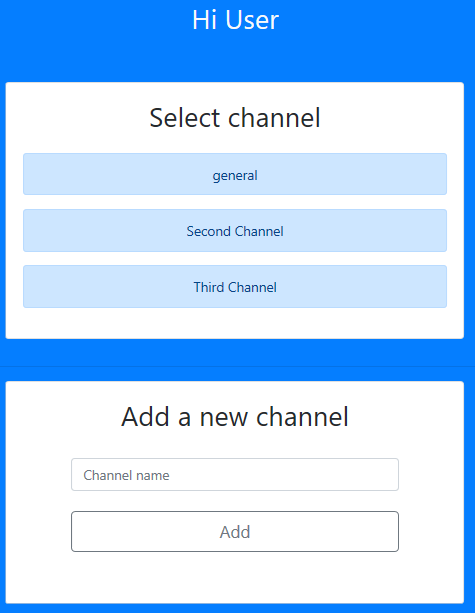 Hi User
Select channel
general
Second Channel
Third Channel
Add a new channel
Channel name
Add